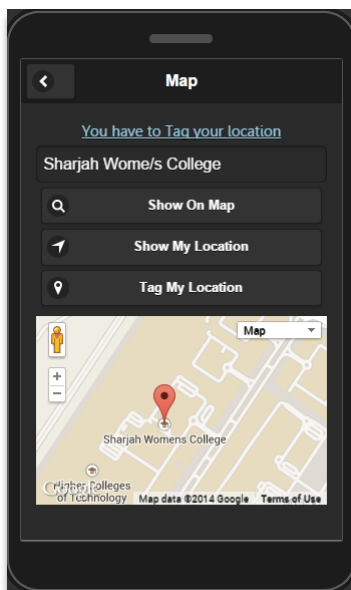 Map
You have to Tag your location
Sharjah Wome/s College
Show On Map
Show My Location
Tag My Location
Map
+
−
Sharjah Womens College
Higher Colleges
of Technology
Google
Map data ©2014 Google
Terms of Use